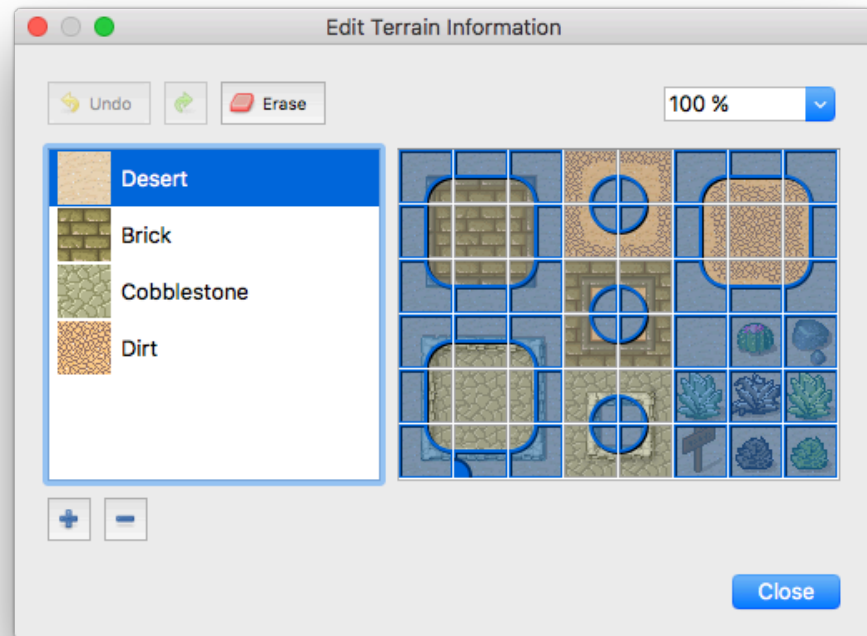 Edit Terrain Information
Undo
Erase
100 %
Desert
Brick
Cobblestone
Dirt
Close